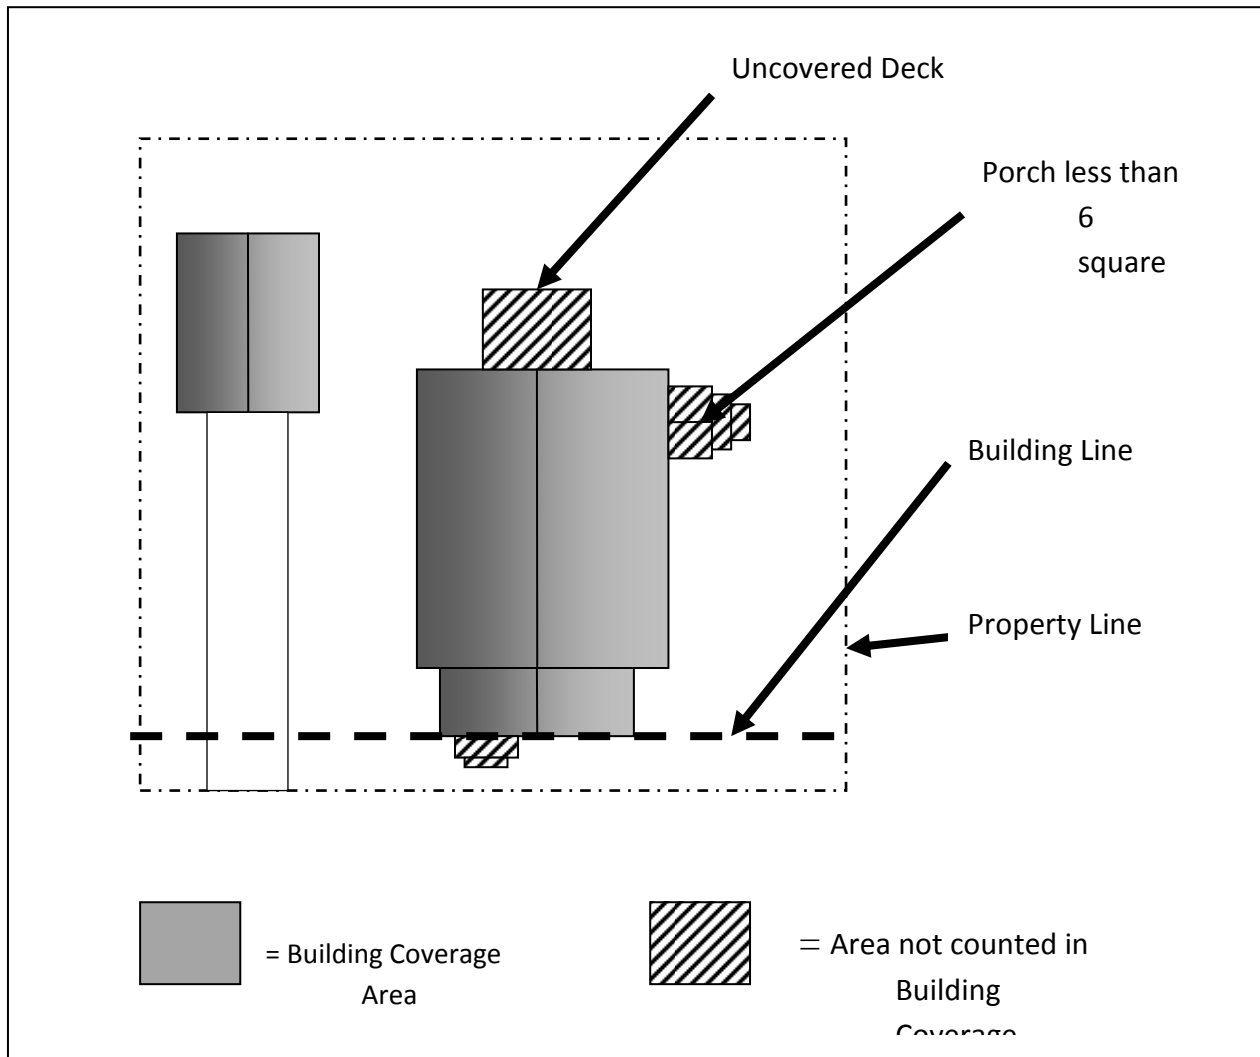 Uncovered Deck
Porch less than
6
square
Building Line
Property Line
= Building Coverage
Area
= Area not counted in
Building
Coverage